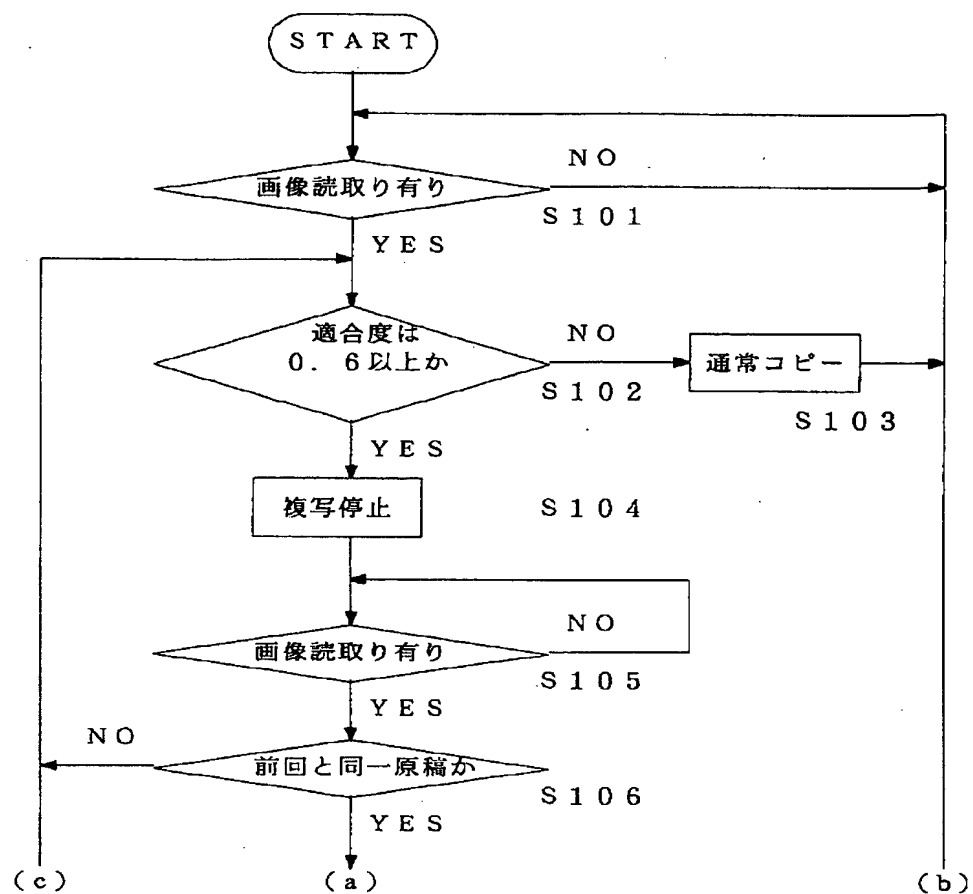 START
NO
画像読取り有り
S101
YES
適合度は
0.6以上か
NO
S102
通常コピー
S103
YES
複写停止
S104
NO
画像読取り有り
S105
YES
NO
前回と同一原稿か
S106
YES
(c)
(a)
(b)